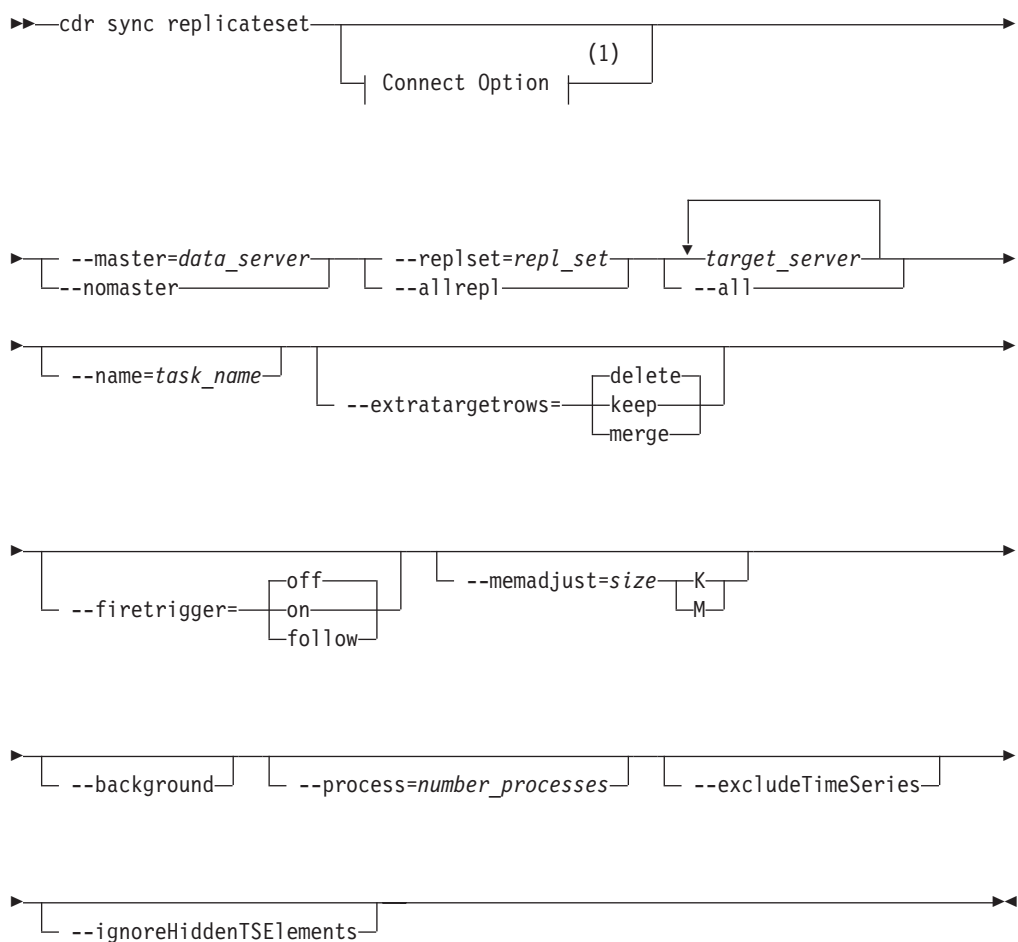 cdr sync replicateset
(1)
Connect Option
--master=data_server --replset=repl_set target_server
--nomaster --allrepl --all
--name=task_name delete
--extratargetrows= keep
merge
off --memadjust=size K
--firetrigger= on M
follow
--background --process=number_processes --excludeTimeSeries
--ignoreHiddenTSElements